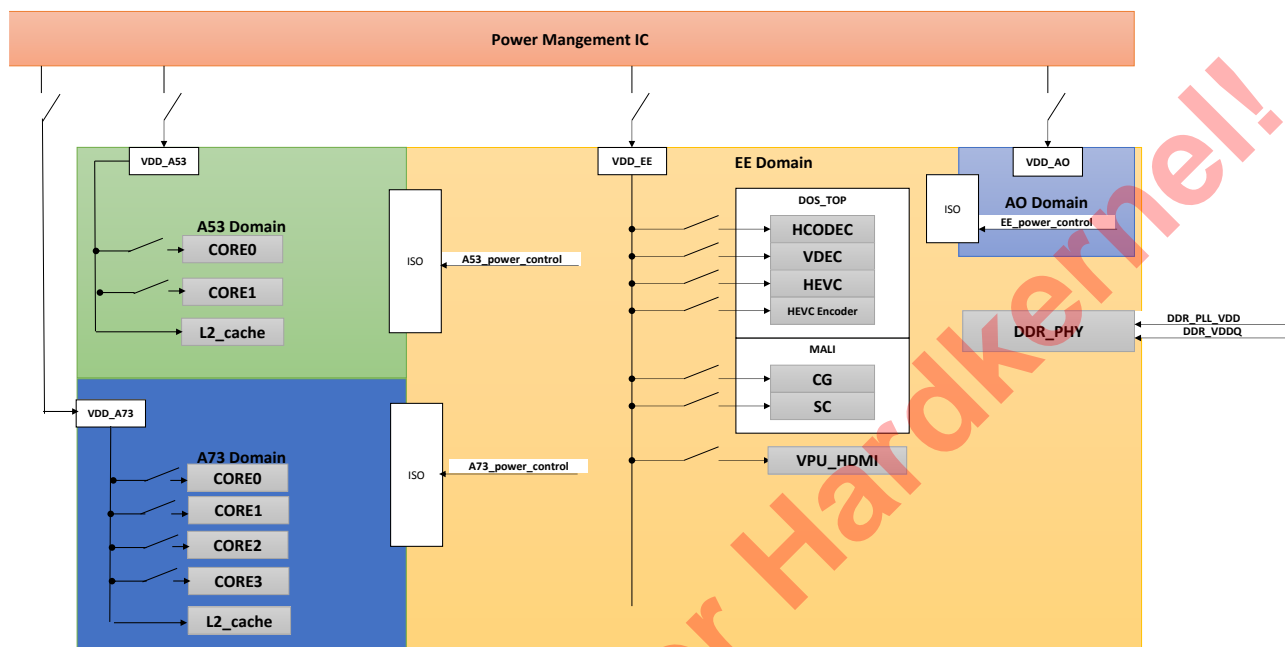 Power Mangement IC
VDD_A53
VDD_EE
EE Domain
VDD_AO
DOS_TOP
ISO
AO Domain
EE_power_control
A53 Domain
CORE0
CORE1
L2_cache
ISO
A53_power_control
HCODEC
VDEC
HEVC
HEVC Encoder
MALI
CG
SC
VPU_HDMI
DDR_PHY
DDR_PLL_VDD
DDR_VDDQ
VDD_A73
A73 Domain
CORE0
CORE1
CORE2
CORE3
L2_cache
ISO
A73_power_control
er Hardkernel!